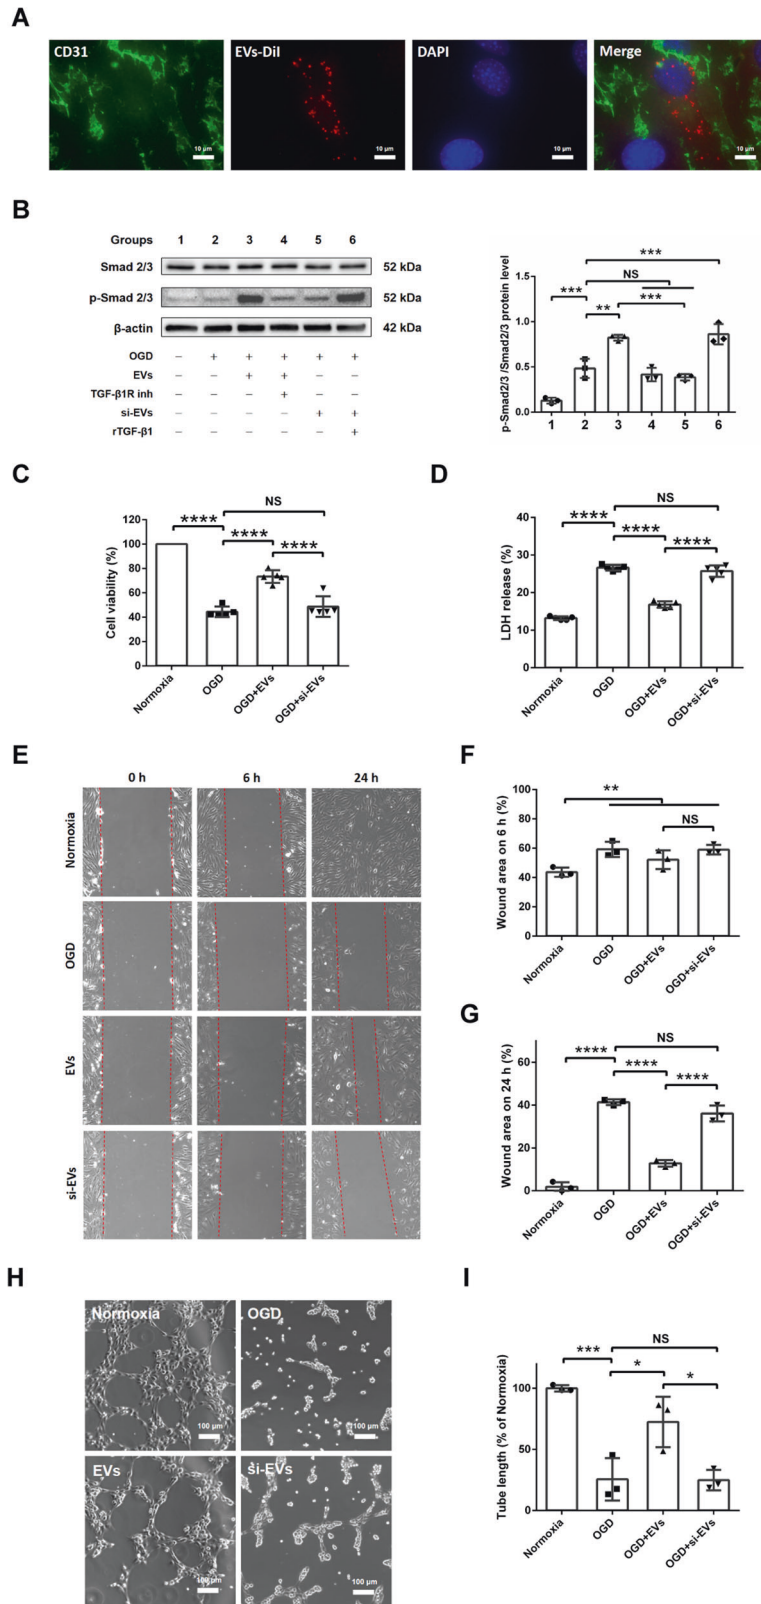 A
CD31 EVs-DiI DAPI Merge
10 μm 10 μm 10 μm 10 μm
B
Groups 1 2 3 4 5 6
Smad 2/3 52 kDa
p-Smad 2/3 52 kDa
β-actin 42 kDa
OGD – + + + + +
EVs – – + + – –
TGF-β1R inh – – – + – –
si-EVs – – – – + +
rTGF-β1 – – – – – +
p-Smad2/3 /Smad2/3 protein level
1.5
1.0
0.5
0.0
***
NS
*** ***
**
1 2 3 4 5 6
C
Cell viability (%)
120
100
80
60
40
20
0
NS
**** **** ****
Normoxia OGD OGD+EVs OGD+si-EVs
D
LDH release (%)
40
30
20
10
0
NS
**** **** ****
Normoxia OGD OGD+EVs OGD+si-EVs
E
0 h 6 h 24 h
Normoxia
OGD
EVs
si-EVs
F
Wound area on 6 h (%)
100
80
60
40
20
0
**
NS
Normoxia OGD OGD+EVs OGD+si-EVs
G
Wound area on 24 h (%)
60
40
20
0
NS
**** **** ****
Normoxia OGD OGD+EVs OGD+si-EVs
H
Normoxia OGD
100 μm 100 μm
EVs si-EVs
100 μm 100 μm
I
Tube length (% of Normoxia)
100
50
0
NS
*** * *
Normoxia OGD OGD+EVs OGD+si-EVs